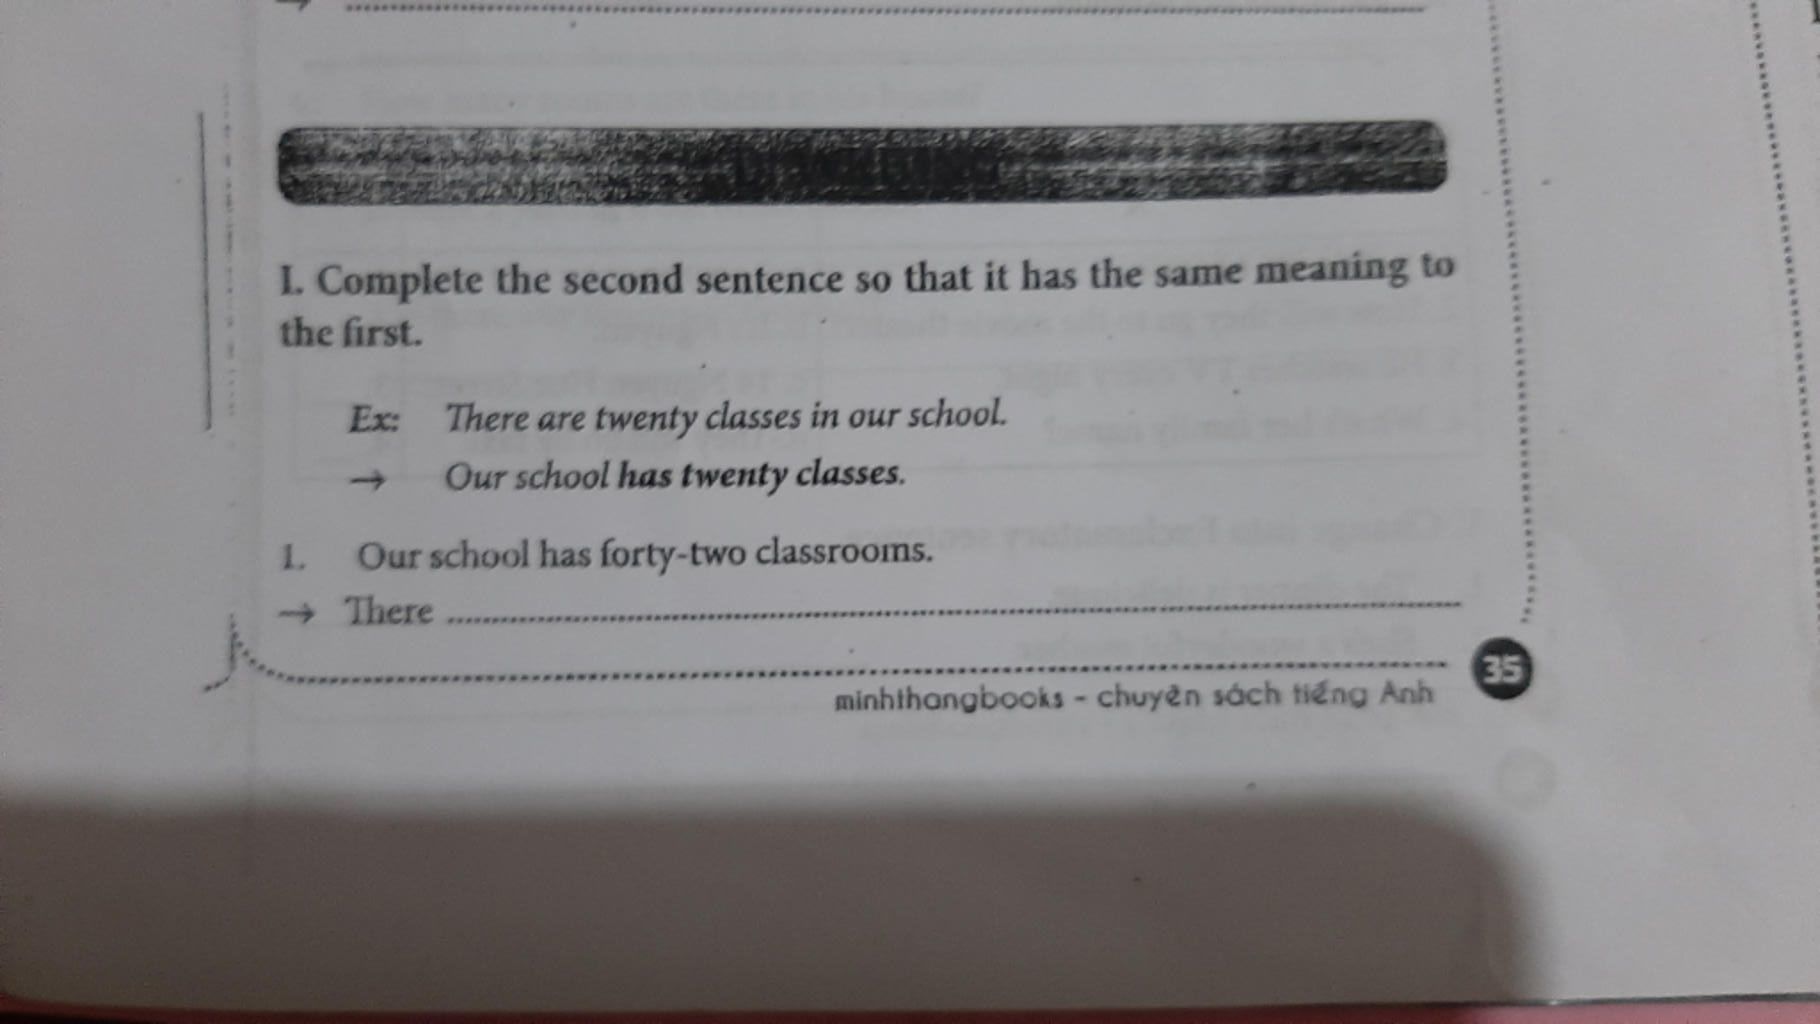 I. Complete the second sentence so that it has the same meaning to
the first.
Ex: There are twenty classes in our school.
→ Our school has twenty classes.
1. Our school has forty-two classrooms.
→ There
35
minhthangbooks - chuyên sách tiếng Anh